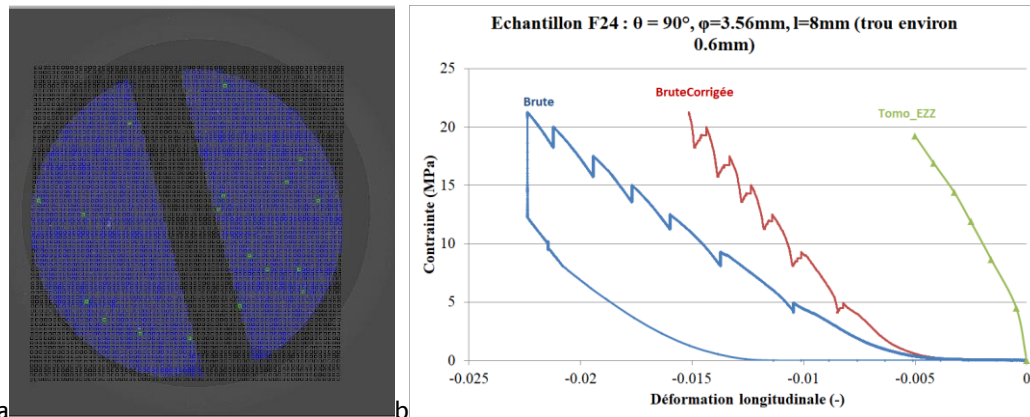 a
b
Echantillon F24 : θ = 90°, φ=3.56mm, l=8mm (trou environ
0.6mm)
Contrainte (MPa)
25
20
15
10
5
0
Brute
BruteCorrigée
Tomo_EZZ
-0.025
-0.02
-0.015
-0.01
-0.005
0
Déformation longitudinale (-)